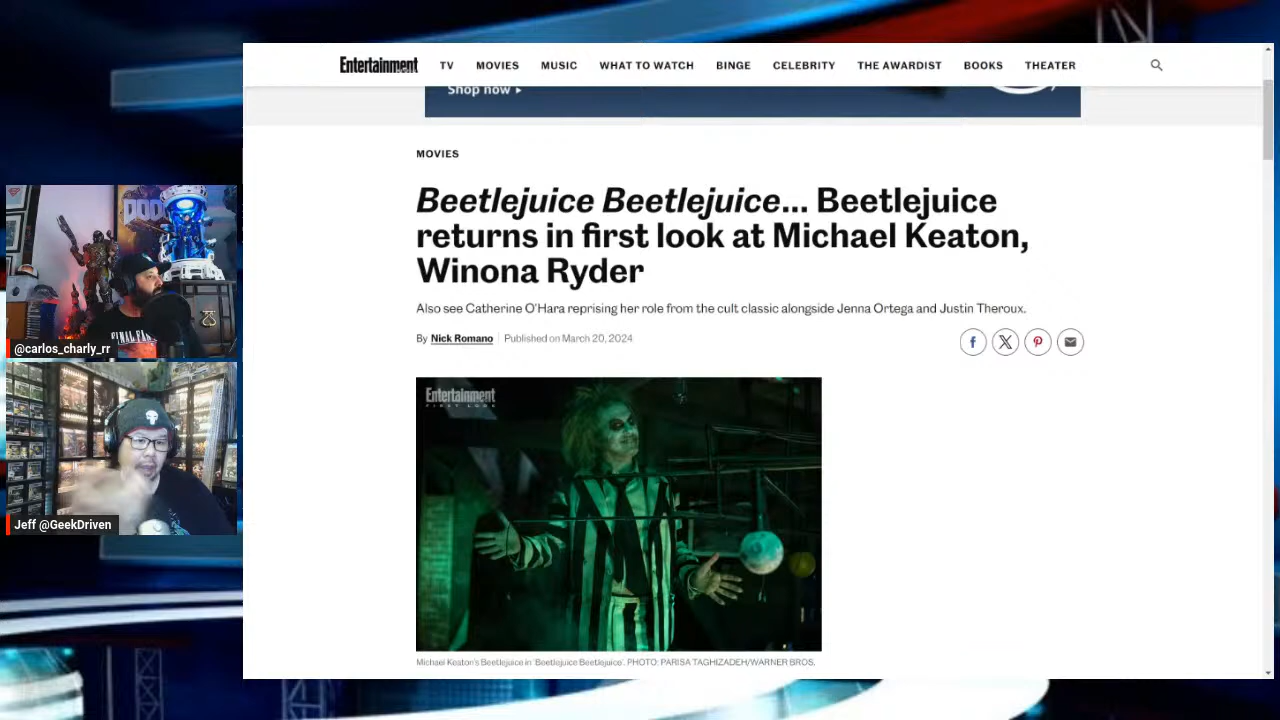 Entertainment
TV MOVIES MUSIC WHAT TO WATCH BINGE CELEBRITY THE AWARDIST BOOKS THEATER
Shop now ▸
MOVIES
Beetlejuice Beetlejuice... Beetlejuice
returns in first look at Michael Keaton,
Winona Ryder
Also see Catherine O'Hara reprising her role from the cult classic alongside Jenna Ortega and Justin Theroux.
By Nick Romano Published on March 20, 2024
Entertainment
FIRST LOOK
Michael Keaton's Beetlejuice in 'Beetlejuice Beetlejuice'. PHOTO: PARISA TAGHIZADEH/WARNER BROS.
DOO
FINAL FA
@carlos_charly_rr
Jeff @GeekDriven